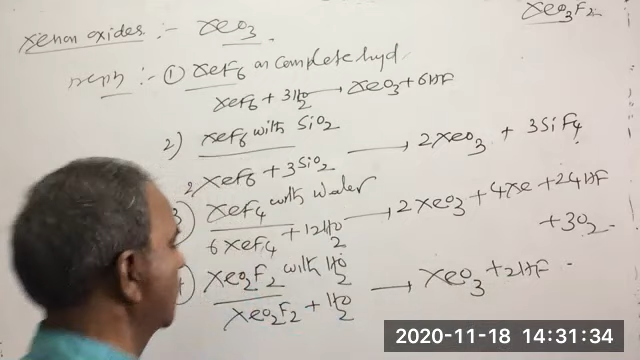 XeO3F2
Xenon oxides :- XeO3.
Prepn :- ① XeF6 on complete hyd
XeF6 + 3H2O → XeO3 + 6HF
2) XeF6 with SiO2
2XeF6 + 3SiO2 → 2XeO3 + 3SiF4
3) XeF4 with water
6XeF4 + 12H2O → 2XeO3 + 4Xe + 24HF
+ 3O2
4) XeO2F2 with H2O
XeO2F2 + H2O → XeO3 + 2HF
2020-11-18 14:31:34